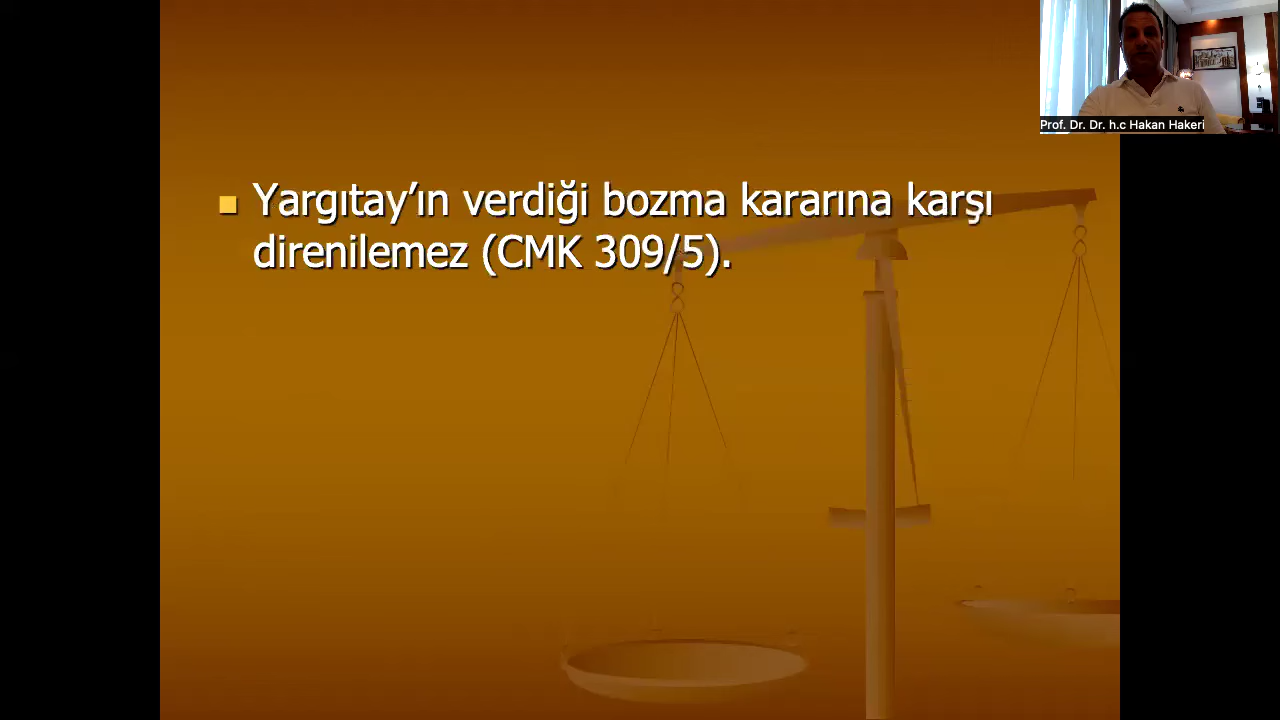 Prof. Dr. Dr. h.c Hakan Hakeri
Yargıtay’ın verdiği bozma kararına karşı
direnilemez (CMK 309/5).